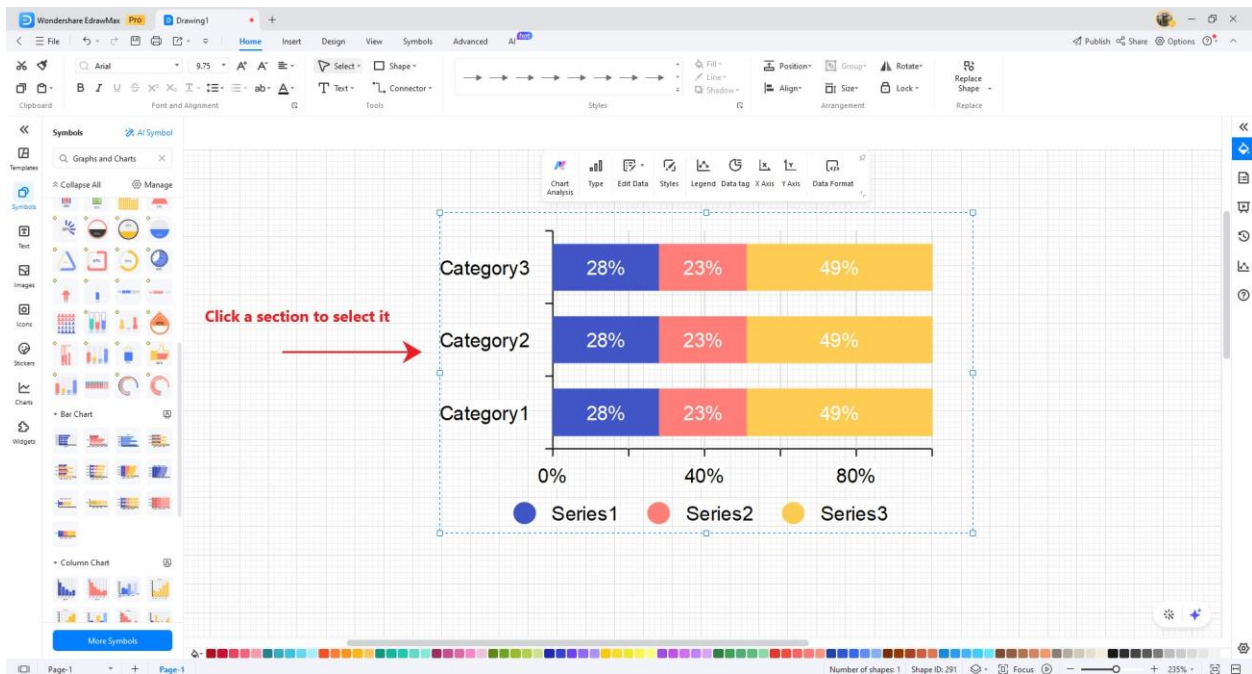 Wondershare EdrawMax Pro Drawing1 +
File Home Insert Design View Symbols Advanced AI hot Publish Share Options
Arial 9.75 A+ A- Select Shape Fill Position Group Rotate Replace Shape
B I U ab A Text Connector Line Shadow Align Size Lock
Clipboard Font and Alignment Tools Styles Arrangement Replace
Symbols AI Symbol
Graphs and Charts
Collapse All Manage
Templates
Symbols
Text
Images
Icons
Stickers
Charts
Widgets
Bar Chart
Column Chart
More Symbols
Chart Analysis Type Edit Data Styles Legend Data tag X Axis Y Axis Data Format
Click a section to select it
Category3 28% 23% 49%
Category2 28% 23% 49%
Category1 28% 23% 49%
0% 40% 80%
Series1 Series2 Series3
Page-1 + Page-1 Number of shapes: 1 Shape ID: 291 Focus 235%